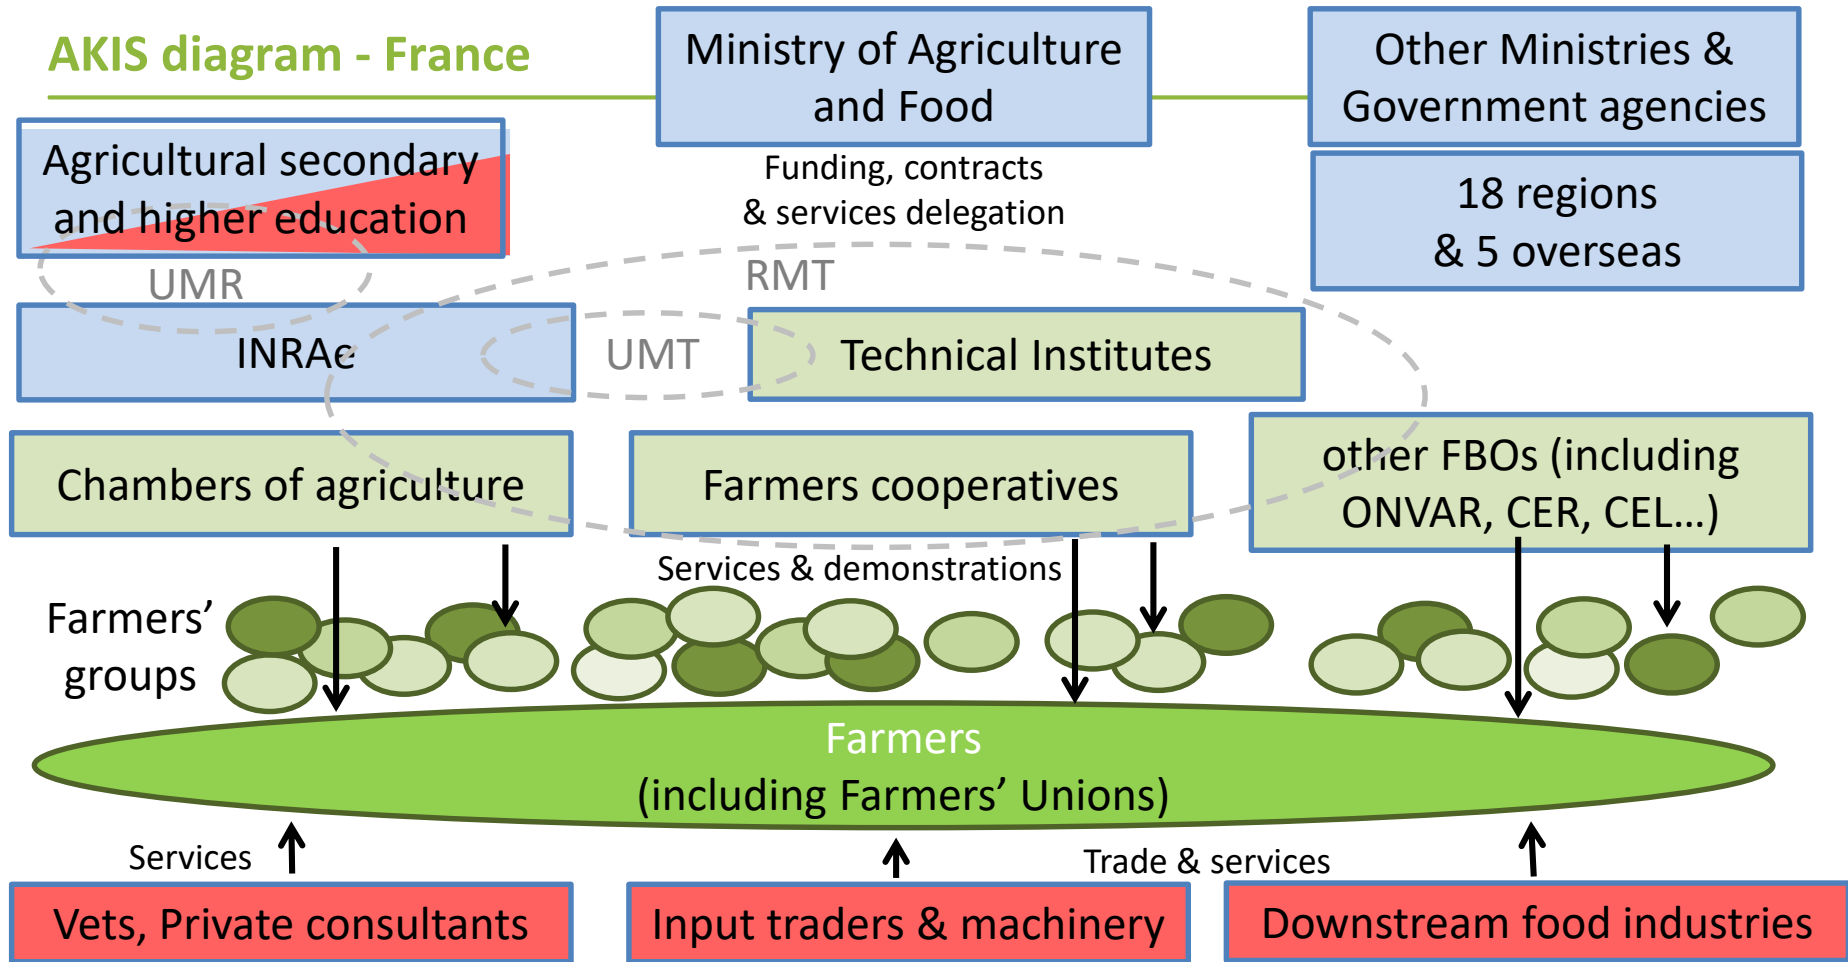 AKIS diagram - France
Ministry of Agriculture
and Food
Other Ministries &
Government agencies
Agricultural secondary
and higher education
Funding, contracts
& services delegation
18 regions
& 5 overseas
UMR
RMT
INRAe
UMT
Technical Institutes
Chambers of agriculture
Farmers cooperatives
other FBOs (including
ONVAR, CER, CEL...)
Services & demonstrations
Farmers’
groups
Farmers
(including Farmers’ Unions)
Services
Trade & services
Vets, Private consultants
Input traders & machinery
Downstream food industries